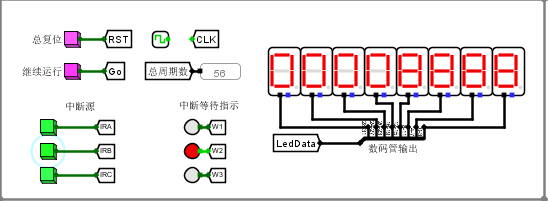 总复位 RST CLK
继续运行 Go 总周期数 56
中断源 中断等待指示
IRA W1
IRB W2
IRC W3
00008888
LedData 数码管输出